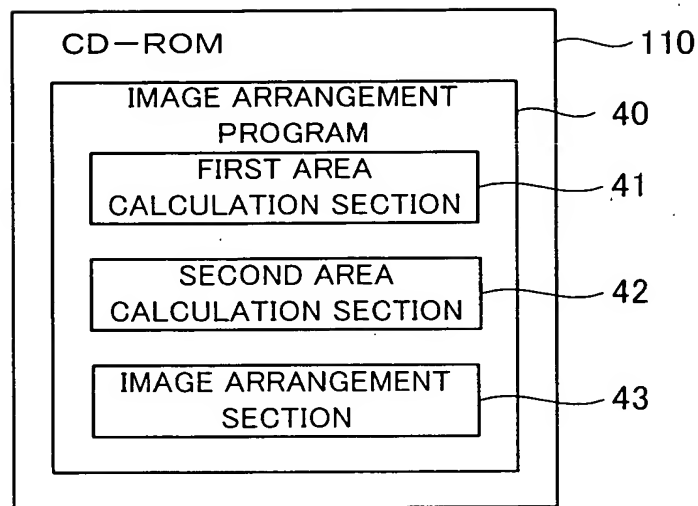 CD-ROM
110
IMAGE ARRANGEMENT
PROGRAM
40
FIRST AREA
CALCULATION SECTION
41
SECOND AREA
CALCULATION SECTION
42
IMAGE ARRANGEMENT
SECTION
43